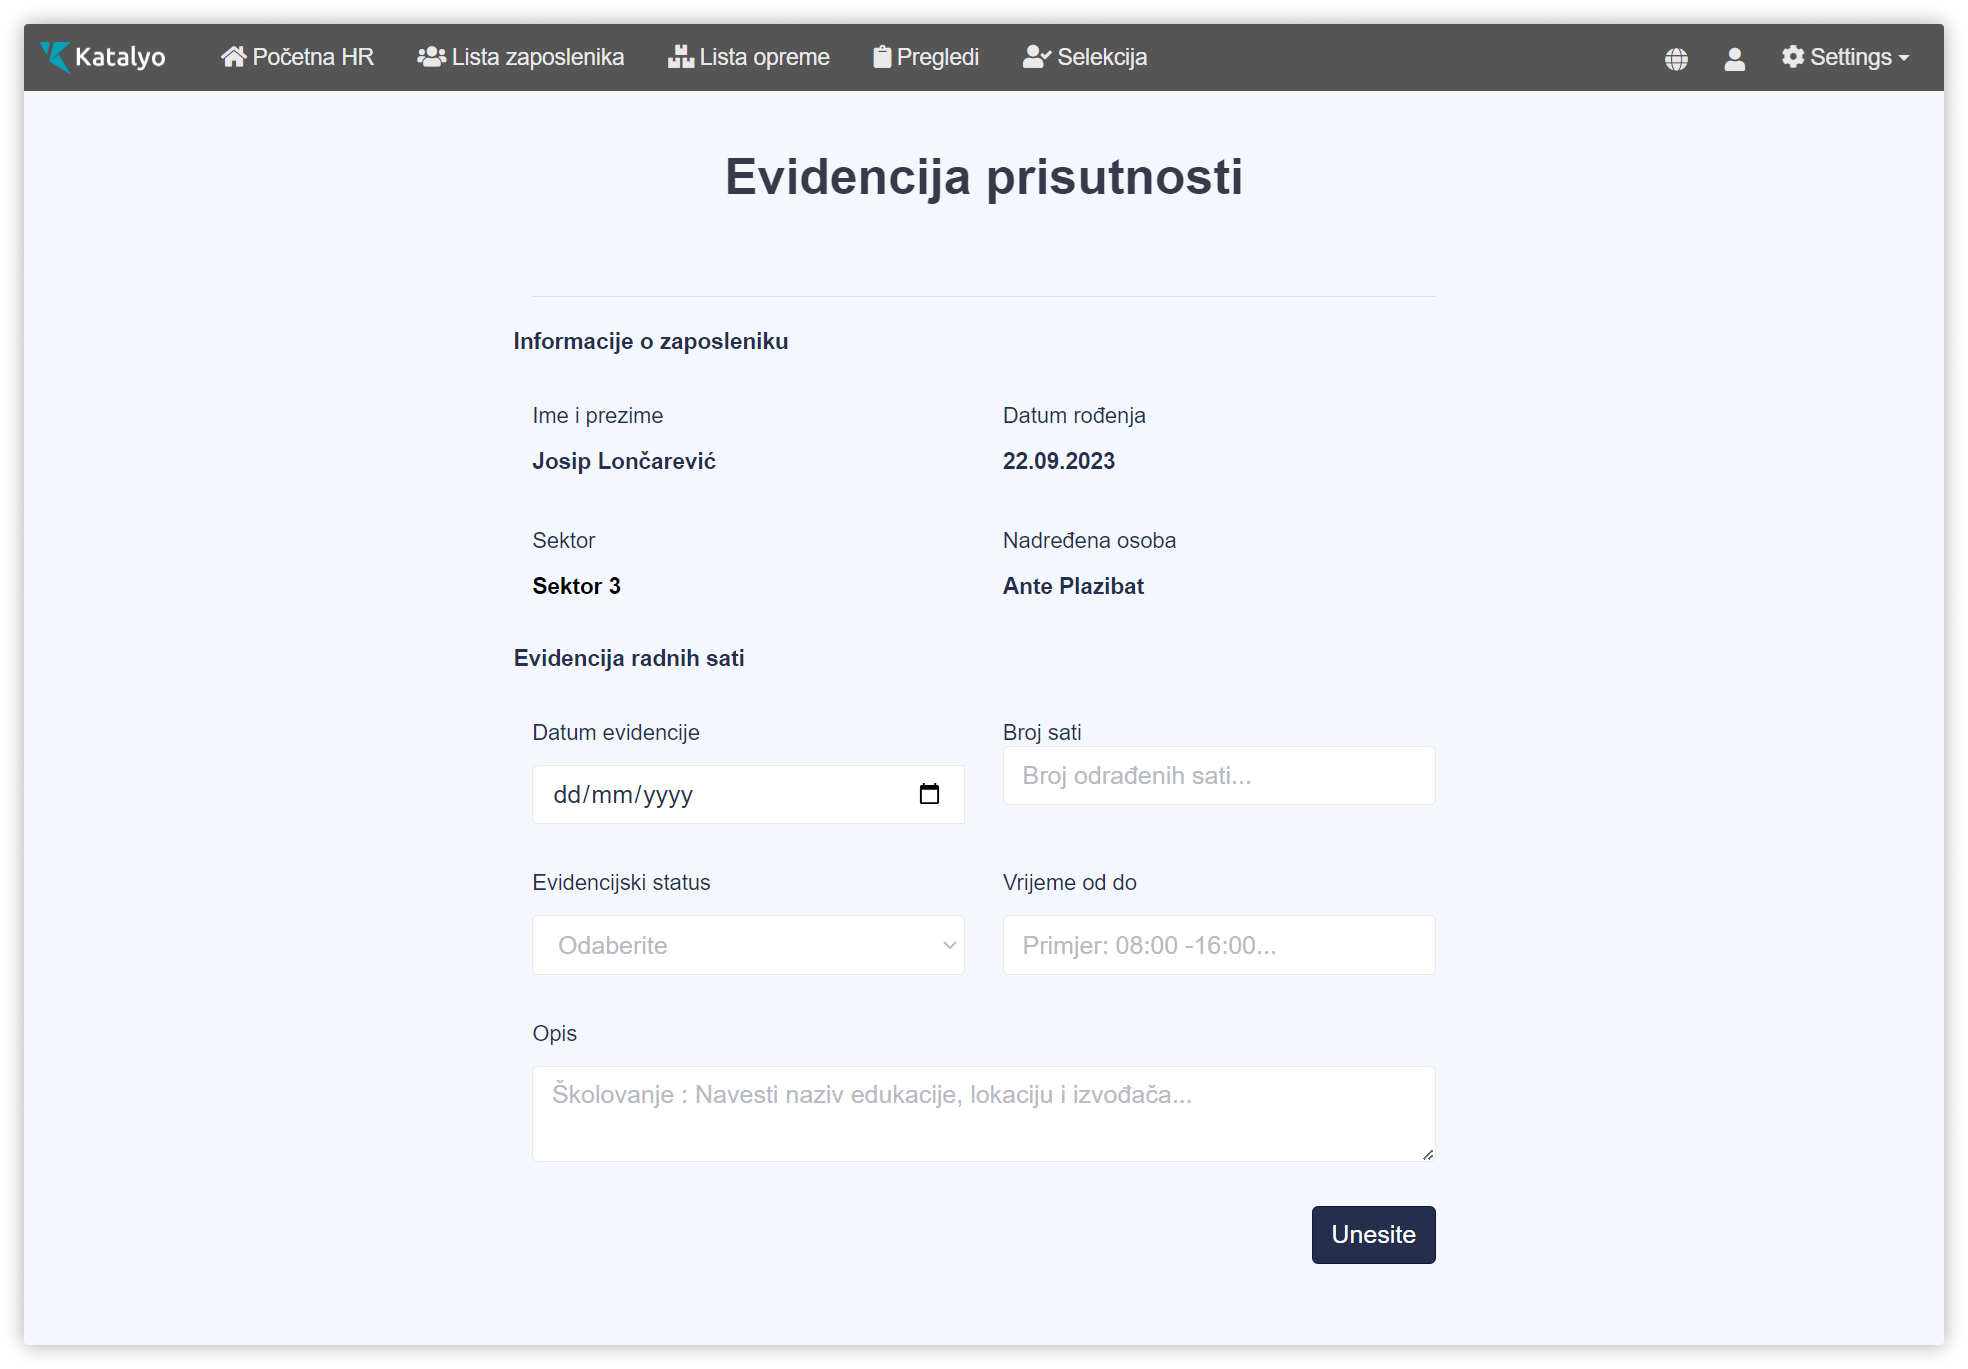 Katalyo Početna HR Lista zaposlenika Lista opreme Pregledi Selekcija Settings
Evidencija prisutnosti
Informacije o zaposleniku
Ime i prezime Datum rođenja
Josip Lončarević 22.09.2023
Sektor Nadređena osoba
Sektor 3 Ante Plazibat
Evidencija radnih sati
Datum evidencije Broj sati
dd/mm/yyyy Broj odrađenih sati...
Evidencijski status Vrijeme od do
Odaberite Primjer: 08:00 -16:00...
Opis
Školovanje : Navesti naziv edukacije, lokaciju i izvođača...
Unesite